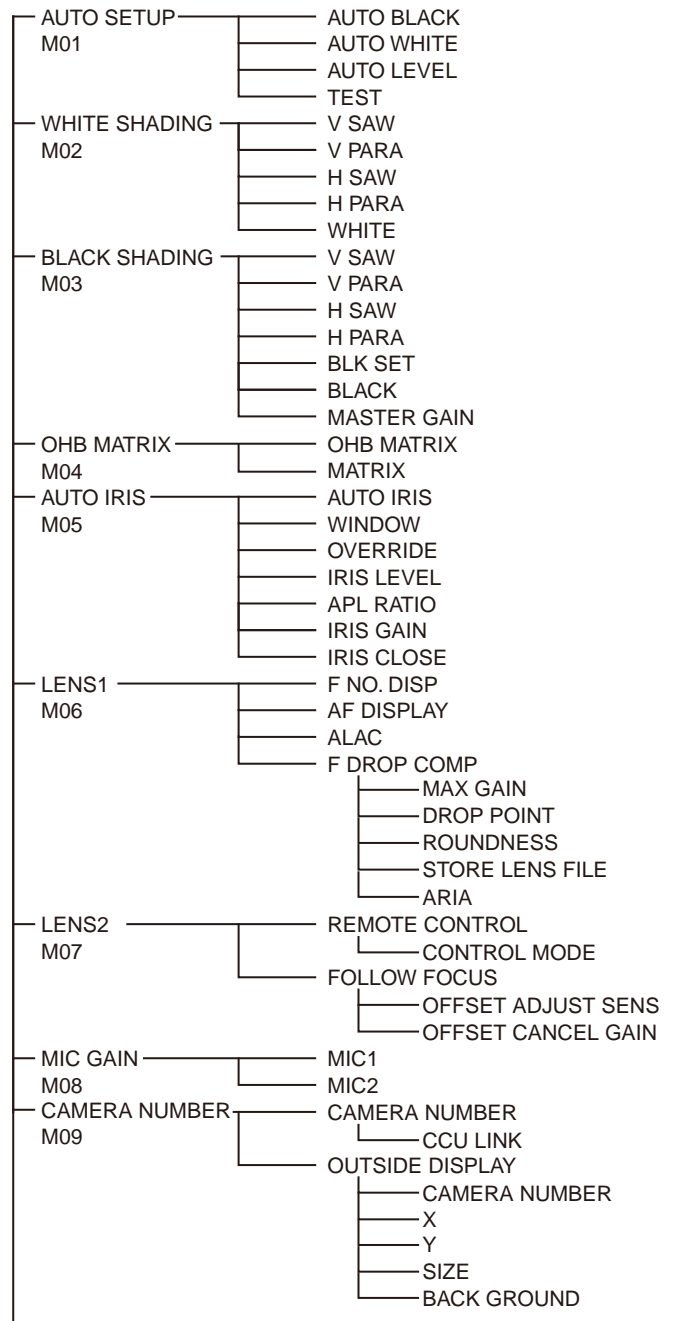 AUTO SETUP AUTO BLACK
M01 AUTO WHITE
AUTO LEVEL
TEST
WHITE SHADING V SAW
M02 V PARA
H SAW
H PARA
WHITE
BLACK SHADING V SAW
M03 V PARA
H SAW
H PARA
BLK SET
BLACK
MASTER GAIN
OHB MATRIX OHB MATRIX
M04 MATRIX
AUTO IRIS AUTO IRIS
M05 WINDOW
OVERRIDE
IRIS LEVEL
APL RATIO
IRIS GAIN
IRIS CLOSE
LENS1 F NO. DISP
M06 AF DISPLAY
ALAC
F DROP COMP
MAX GAIN
DROP POINT
ROUNDNESS
STORE LENS FILE
ARIA
LENS2 REMOTE CONTROL
M07 CONTROL MODE
FOLLOW FOCUS
OFFSET ADJUST SENS
OFFSET CANCEL GAIN
MIC GAIN MIC1
M08 MIC2
CAMERA NUMBER CAMERA NUMBER
M09 CCU LINK
OUTSIDE DISPLAY
CAMERA NUMBER
X
Y
SIZE
BACK GROUND